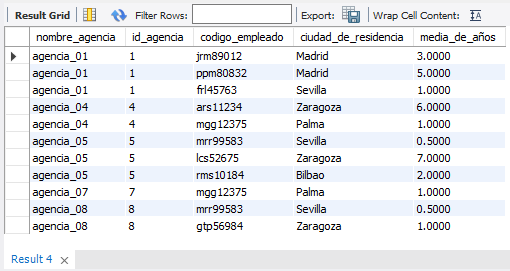 Result Grid Filter Rows: Export: Wrap Cell Content:
nombre_agencia id_agencia codigo_empleado ciudad_de_residencia media_de_años
agencia_01 1 jrm89012 Madrid 3.0000
agencia_01 1 ppm80832 Madrid 5.0000
agencia_01 1 frl45763 Sevilla 1.0000
agencia_04 4 ars11234 Zaragoza 6.0000
agencia_04 4 mgg12375 Palma 1.0000
agencia_05 5 mrr99583 Sevilla 0.5000
agencia_05 5 lcs52675 Zaragoza 7.0000
agencia_05 5 rms10184 Bilbao 2.0000
agencia_07 7 mgg12375 Palma 1.0000
agencia_08 8 mrr99583 Sevilla 0.5000
agencia_08 8 gtp56984 Zaragoza 1.0000
Result 4